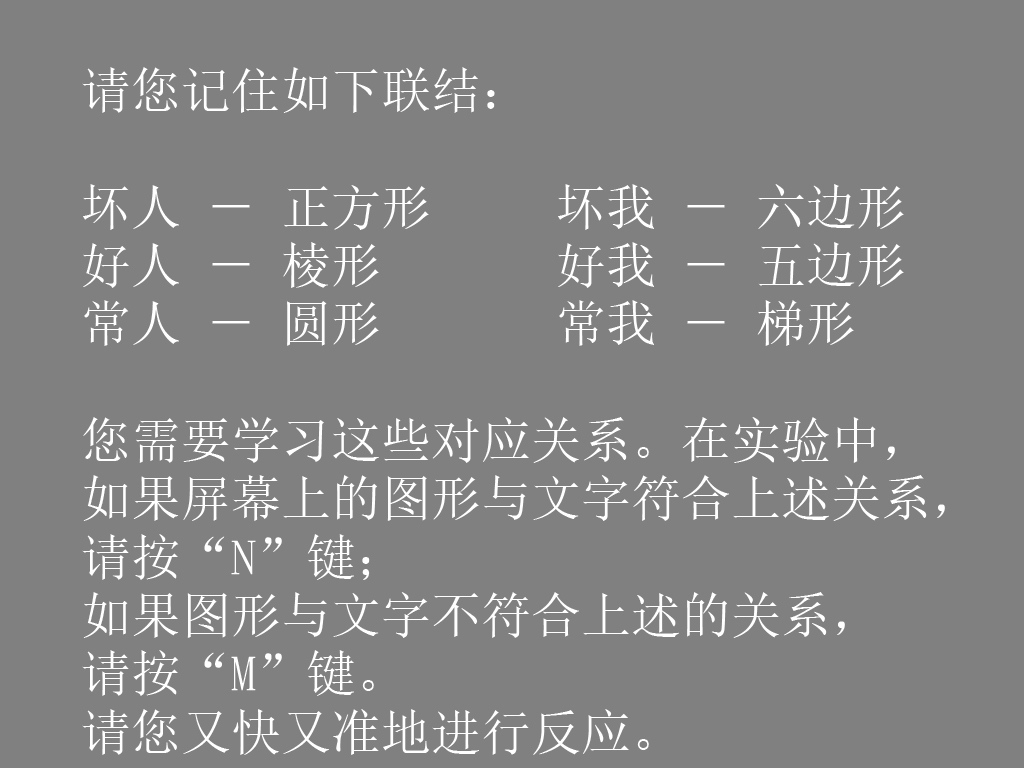 请您记住如下联结：
坏人 － 正方形 坏我 － 六边形
好人 － 棱形 好我 － 五边形
常人 － 圆形 常我 － 梯形
您需要学习这些对应关系。在实验中，
如果屏幕上的图形与文字符合上述关系，
请按“N”键；
如果图形与文字不符合上述的关系，
请按“M”键。
请您又快又准地进行反应。